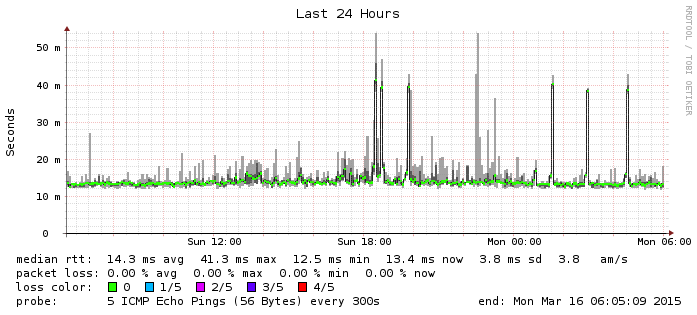 Last 24 Hours
RRDTOOL / TOBI OETIKER
Seconds
50 m
40 m
30 m
20 m
10 m
0
Sun 12:00 Sun 18:00 Mon 00:00 Mon 06:00
median rtt: 14.3 ms avg 41.3 ms max 12.5 ms min 13.4 ms now 3.8 ms sd 3.8 am/s
packet loss: 0.00 % avg 0.00 % max 0.00 % min 0.00 % now
loss color: 0 1/5 2/5 3/5 4/5
probe: 5 ICMP Echo Pings (56 Bytes) every 300s end: Mon Mar 16 06:05:09 2015